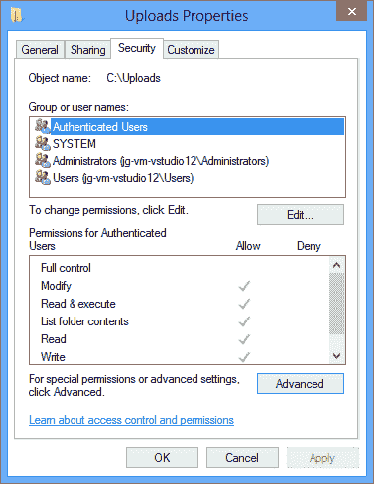 Uploads Properties
General Sharing Security Customize
Object name: C:\Uploads
Group or user names:
Authenticated Users
SYSTEM
Administrators (jg-vm-vstudio12\Administrators)
Users (jg-vm-vstudio12\Users)
To change permissions, click Edit. Edit...
Permissions for Authenticated
Users Allow Deny
Full control
Modify
Read & execute
List folder contents
Read
Write
For special permissions or advanced settings,
click Advanced. Advanced
Learn about access control and permissions
OK Cancel Apply